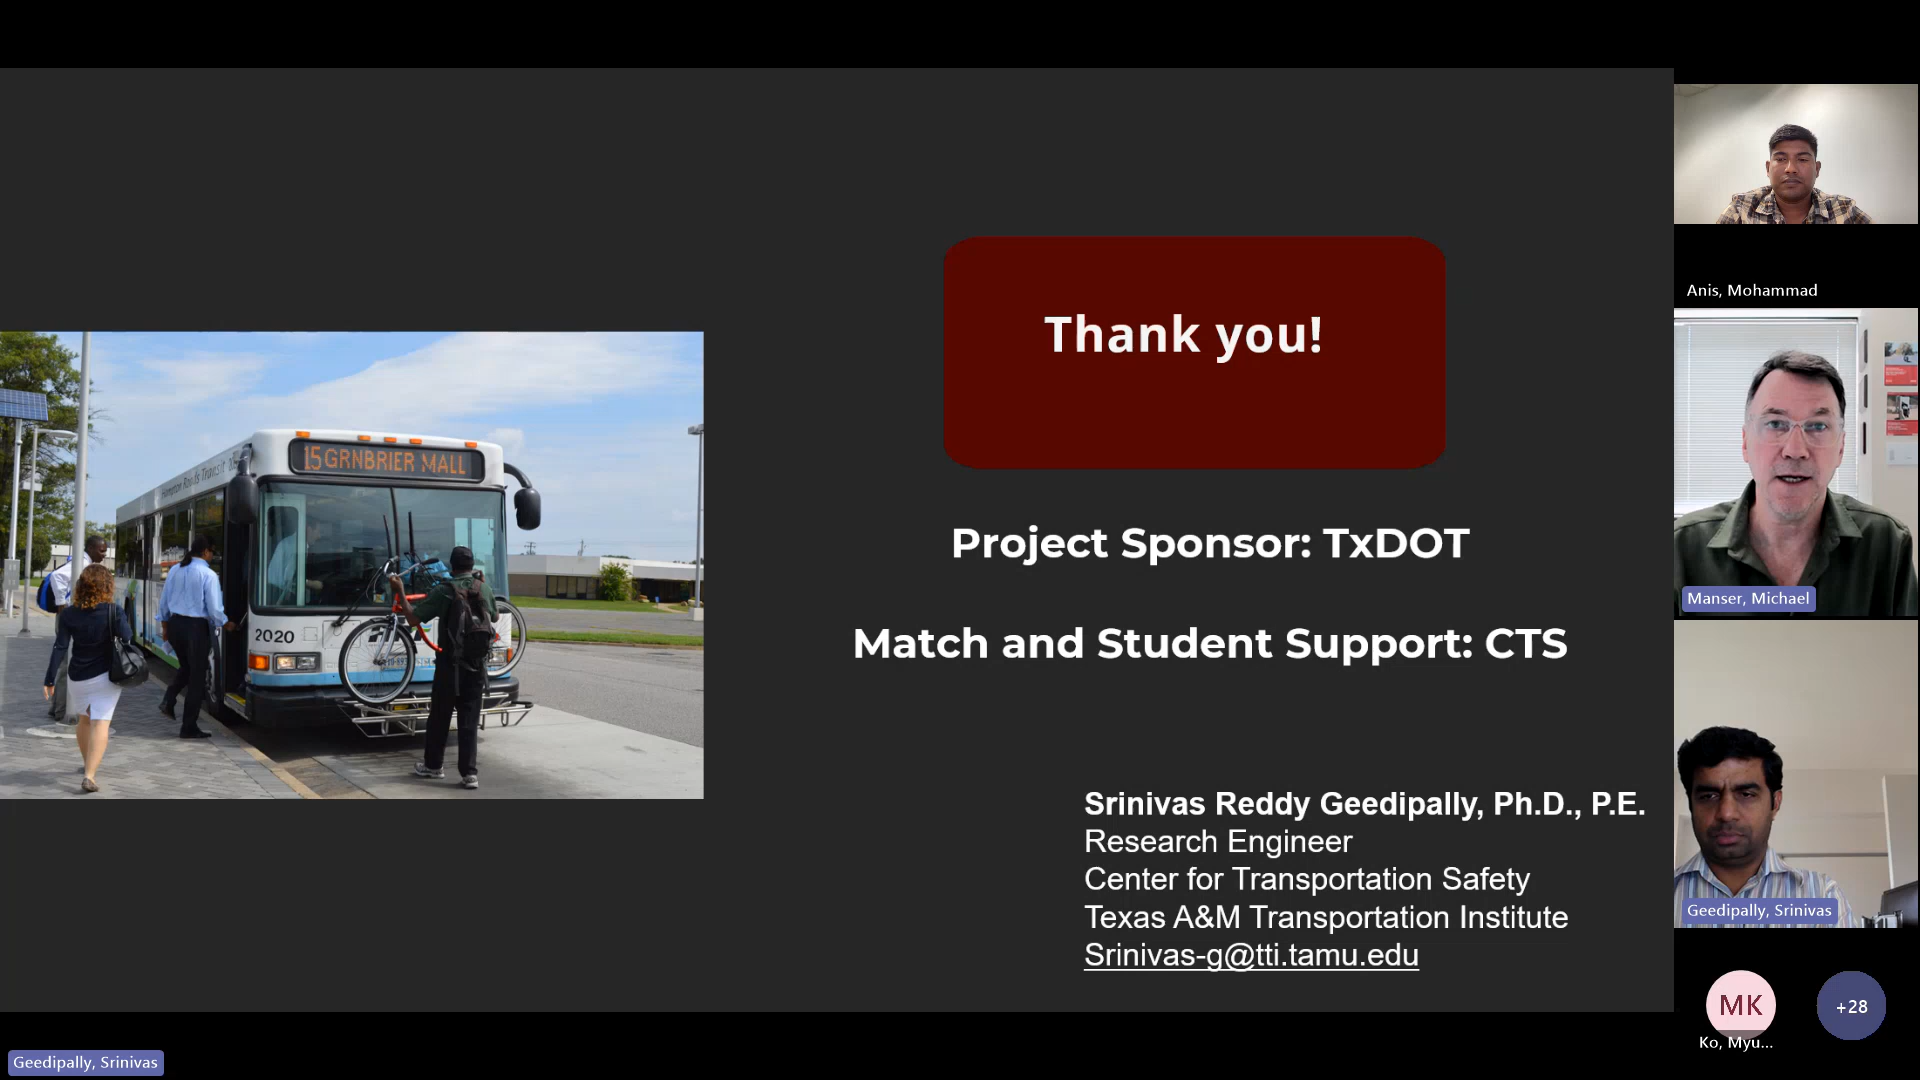 Thank you!
Project Sponsor: TxDOT
Match and Student Support: CTS
Srinivas Reddy Geedipally, Ph.D., P.E.
Research Engineer
Center for Transportation Safety
Texas A&M Transportation Institute
Srinivas-g@tti.tamu.edu
15 GRNBRIER MALL
2020
Anis, Mohammad
Manser, Michael
Geedipally, Srinivas
MK
+28
Ko, Myu...
Geedipally, Srinivas